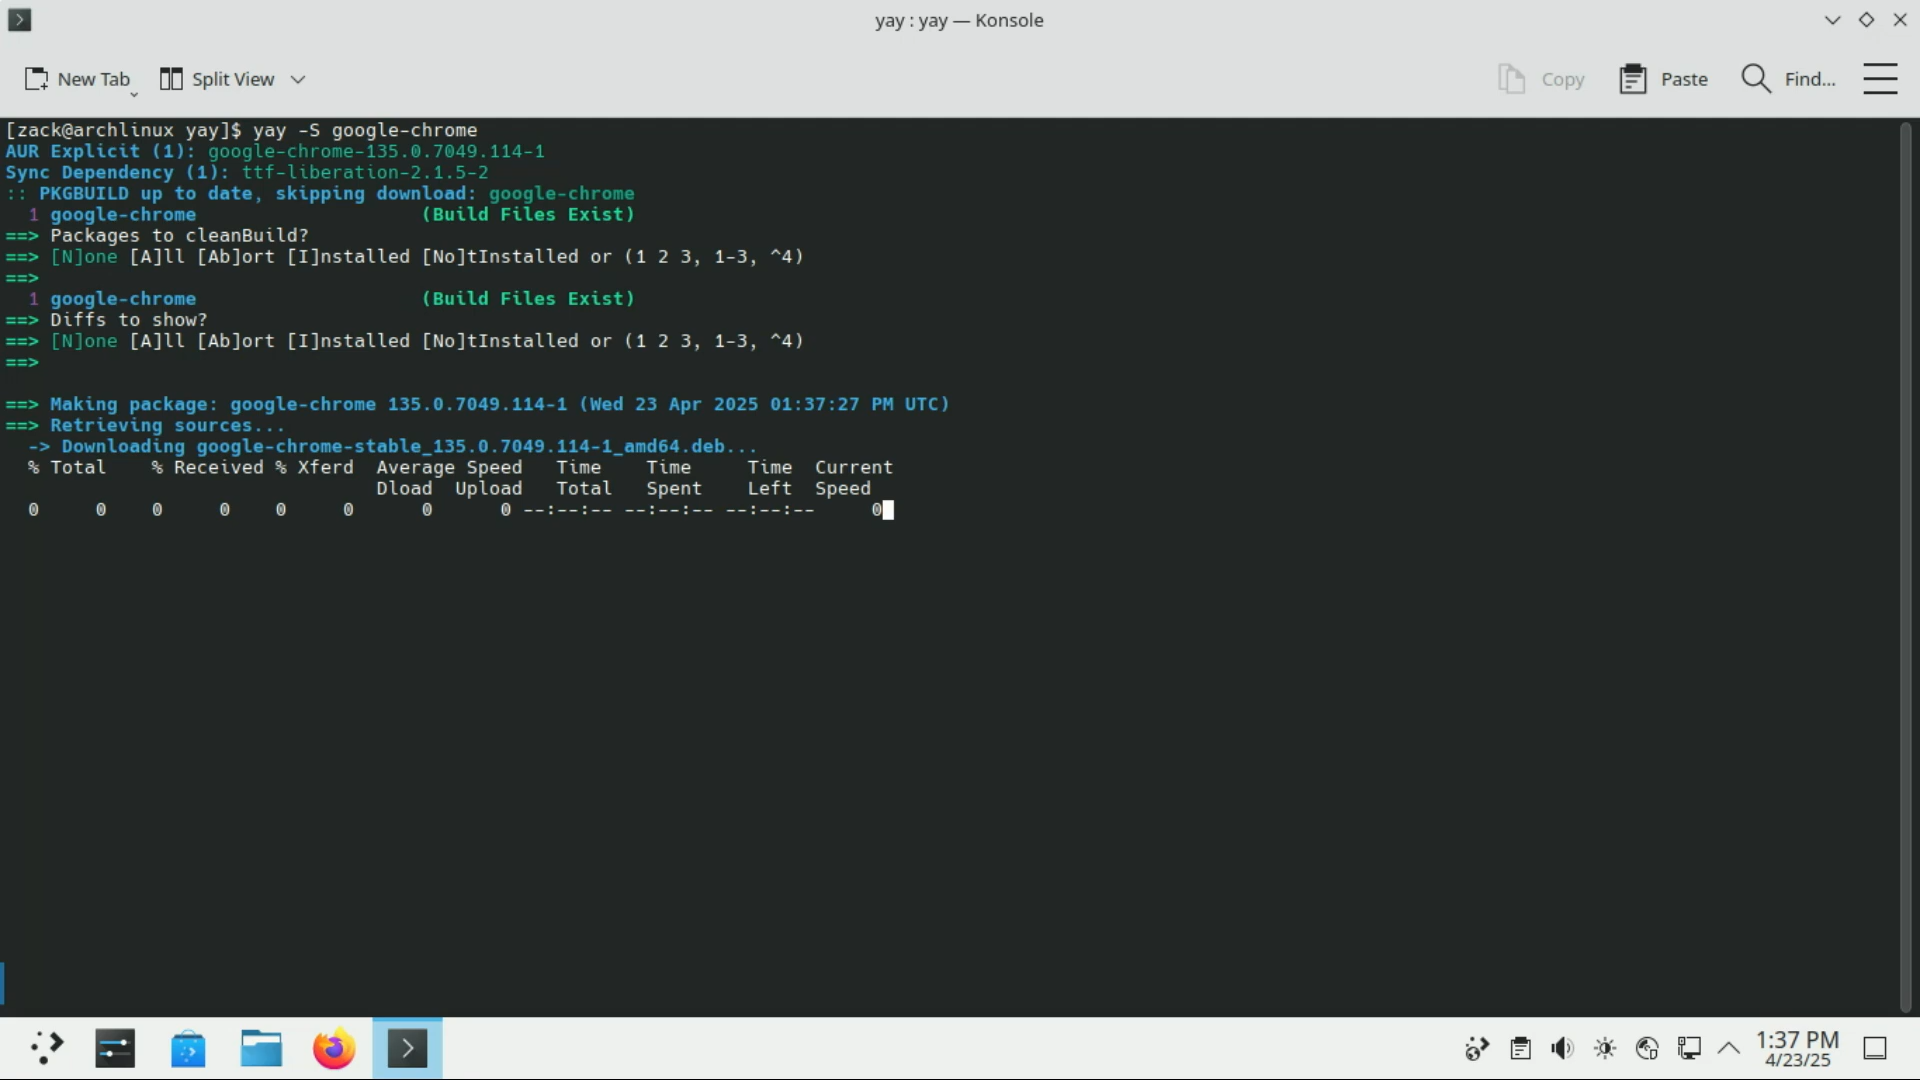 yay : yay — Konsole
New Tab
Split View
Copy
Paste
Find...
[zack@archlinux yay]$ yay -S google-chrome
AUR Explicit (1): google-chrome-135.0.7049.114-1
Sync Dependency (1): ttf-liberation-2.1.5-2
:: PKGBUILD up to date, skipping download: google-chrome
1 google-chrome (Build Files Exist)
==> Packages to cleanBuild?
==> [N]one [A]ll [Ab]ort [I]nstalled [No]tInstalled or (1 2 3, 1-3, ^4)
==>
1 google-chrome (Build Files Exist)
==> Diffs to show?
==> [N]one [A]ll [Ab]ort [I]nstalled [No]tInstalled or (1 2 3, 1-3, ^4)
==>
==> Making package: google-chrome 135.0.7049.114-1 (Wed 23 Apr 2025 01:37:27 PM UTC)
==> Retrieving sources...
-> Downloading google-chrome-stable_135.0.7049.114-1_amd64.deb...
% Total % Received % Xferd Average Speed Time Time Time Current
Dload Upload Total Spent Left Speed
0 0 0 0 0 0 0 0 --:--:-- --:--:-- --:--:-- 0
1:37 PM
4/23/25